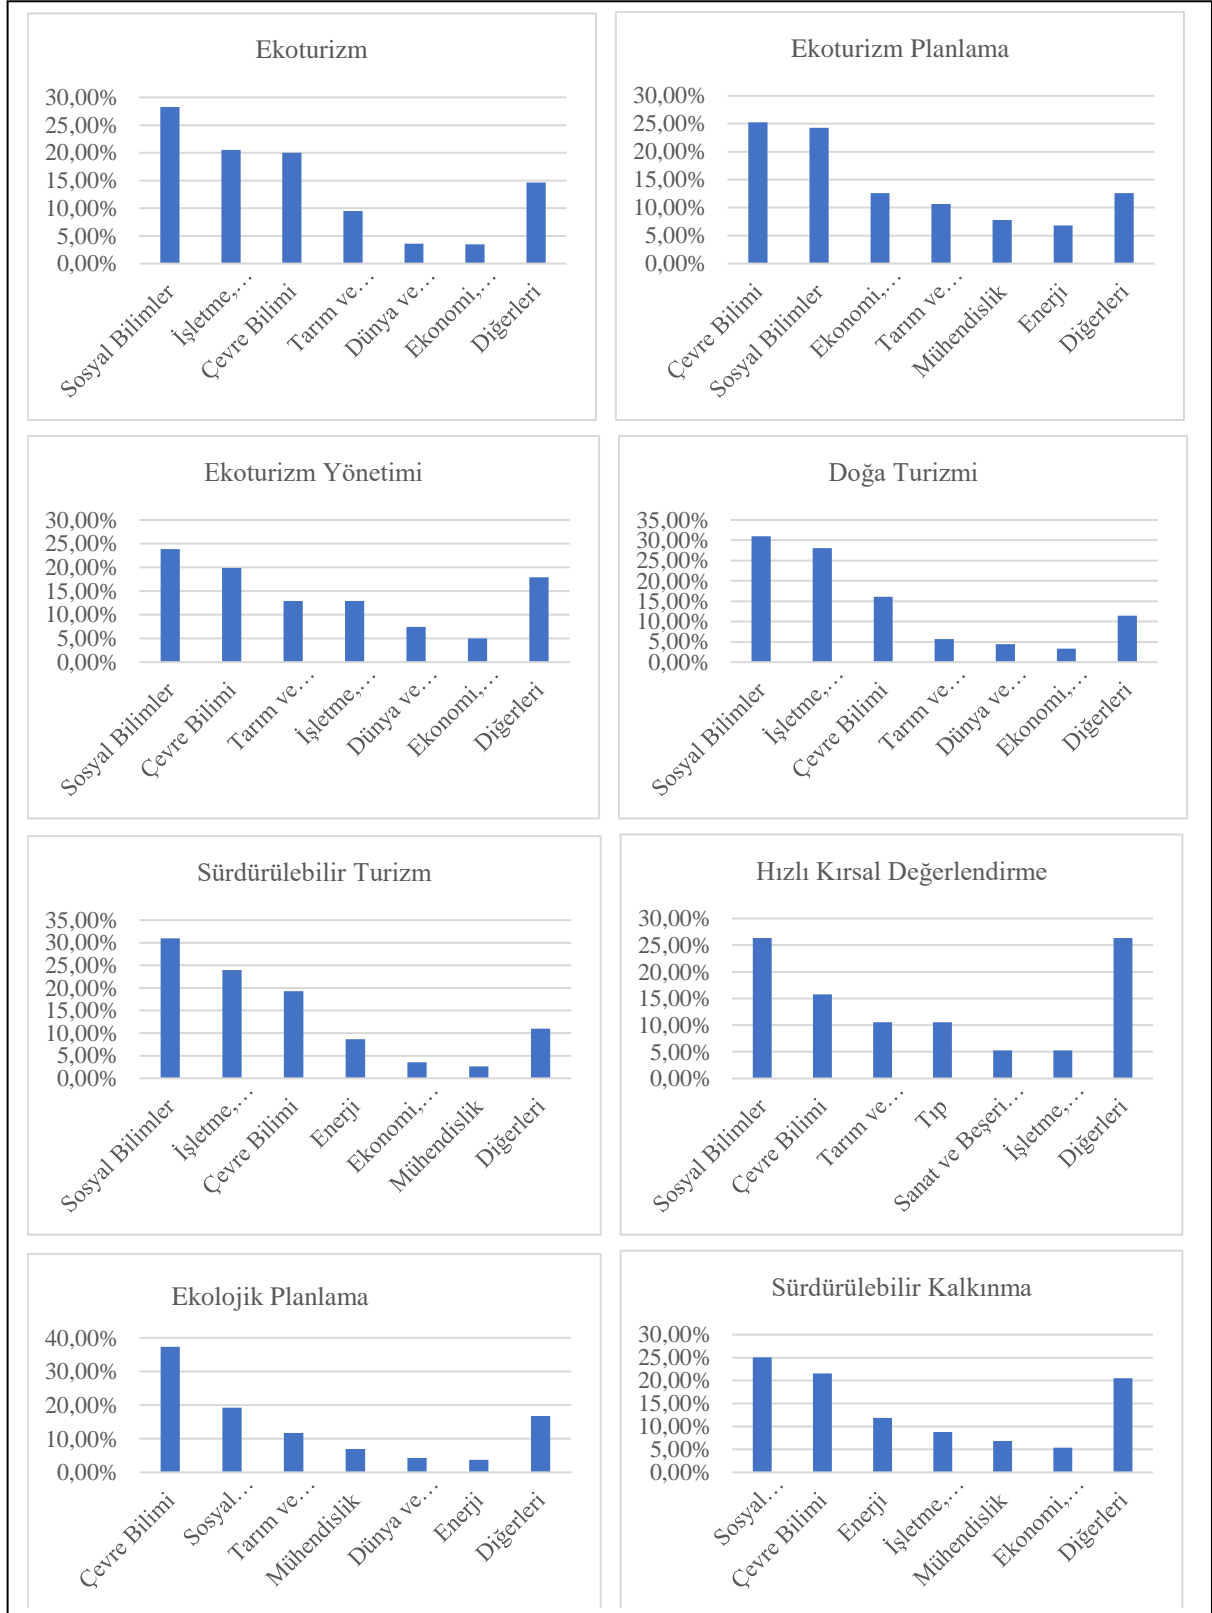 Ekoturizm
30,00%
25,00%
20,00%
15,00%
10,00%
5,00%
0,00%
Sosyal Bilimler
İşletme,…
Çevre Bilimi
Tarım ve…
Dünya ve…
Ekonomi,…
Diğerleri
Ekoturizm Planlama
30,00%
25,00%
20,00%
15,00%
10,00%
5,00%
0,00%
Çevre Bilimi
Sosyal Bilimler
Ekonomi,…
Tarım ve…
Mühendislik
Enerji
Diğerleri
Ekoturizm Yönetimi
30,00%
25,00%
20,00%
15,00%
10,00%
5,00%
0,00%
Sosyal Bilimler
Çevre Bilimi
Tarım ve…
İşletme,…
Dünya ve…
Ekonomi,…
Diğerleri
Doğa Turizmi
35,00%
30,00%
25,00%
20,00%
15,00%
10,00%
5,00%
0,00%
Sosyal Bilimler
İşletme,…
Çevre Bilimi
Tarım ve…
Dünya ve…
Ekonomi,…
Diğerleri
Sürdürülebilir Turizm
35,00%
30,00%
25,00%
20,00%
15,00%
10,00%
5,00%
0,00%
Sosyal Bilimler
İşletme,…
Çevre Bilimi
Enerji
Ekonomi,…
Mühendislik
Diğerleri
Hızlı Kırsal Değerlendirme
30,00%
25,00%
20,00%
15,00%
10,00%
5,00%
0,00%
Sosyal Bilimler
Çevre Bilimi
Tarım ve…
Tıp
Sanat ve Beşeri…
İşletme,…
Diğerleri
Ekolojik Planlama
40,00%
30,00%
20,00%
10,00%
0,00%
Çevre Bilimi
Sosyal…
Tarım ve…
Mühendislik
Dünya ve…
Enerji
Diğerleri
Sürdürülebilir Kalkınma
30,00%
25,00%
20,00%
15,00%
10,00%
5,00%
0,00%
Sosyal…
Çevre Bilimi
Enerji
İşletme,…
Mühendislik
Ekonomi,…
Diğerleri